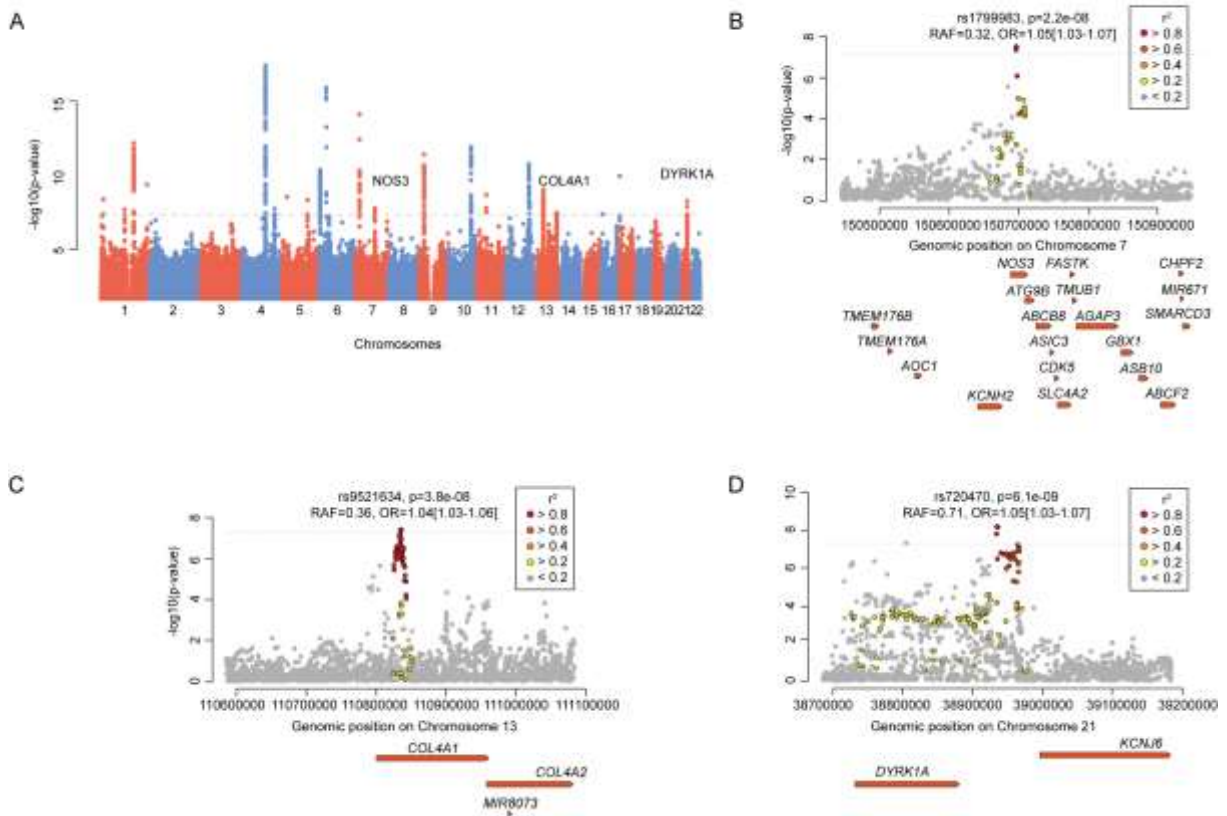 A
-log10(p-value)
5
10
15
NOS3
COL4A1
DYRK1A
1 2 3 4 5 6 7 8 9 10 11 12 13 14 15 16 17 18 19 20 21 22
Chromosomes
B
rs1799983, p=2.2e-08
RAF=0.32, OR=1.05[1.03-1.07]
r²
> 0.8
> 0.6
> 0.4
> 0.2
< 0.2
-log10(p-value)
0
2
4
6
8
150500000 150600000 150700000 150800000 150900000
Genomic position on Chromosome 7
NOS3 FASTK CHPF2
ATG9B TMUB1 MIR671
TMEM176B ABCB8 AGAP3 SMARCD3
TMEM176A ASIC3 GBX1
AOC1 CDK5 ASB10
KCNH2 SLC4A2 ABCF2
C
rs9521634, p=3.8e-08
RAF=0.36, OR=1.04[1.03-1.06]
r²
> 0.8
> 0.6
> 0.4
> 0.2
< 0.2
-log10(p-value)
0
2
4
6
8
110600000 110700000 110800000 110900000 111000000 111100000
Genomic position on Chromosome 13
COL4A1
COL4A2
MIR8073
D
rs720470, p=6.1e-09
RAF=0.71, OR=1.05[1.03-1.07]
r²
> 0.8
> 0.6
> 0.4
> 0.2
< 0.2
-log10(p-value)
0
2
4
6
8
10
38700000 38800000 38900000 39000000 39100000 39200000
Genomic position on Chromosome 21
KCNJ6
DYRK1A